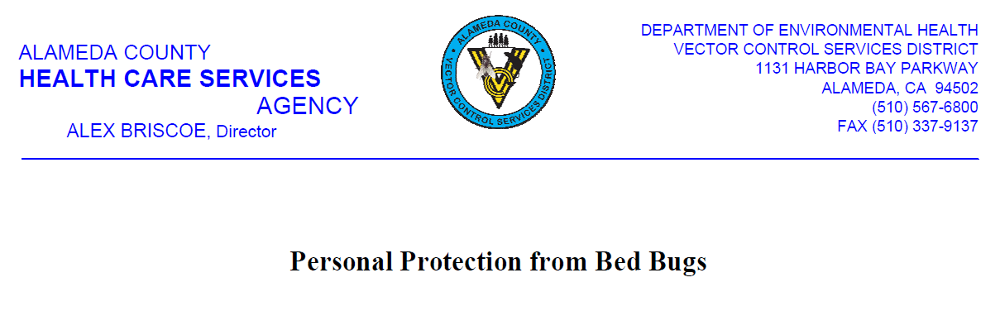 ALAMEDA COUNTY
HEALTH CARE SERVICES
AGENCY
ALEX BRISCOE, Director
ALAMEDA COUNTY
VECTOR CONTROL SERVICES DISTRICT
DEPARTMENT OF ENVIRONMENTAL HEALTH
VECTOR CONTROL SERVICES DISTRICT
1131 HARBOR BAY PARKWAY
ALAMEDA, CA 94502
(510) 567-6800
FAX (510) 337-9137
Personal Protection from Bed Bugs